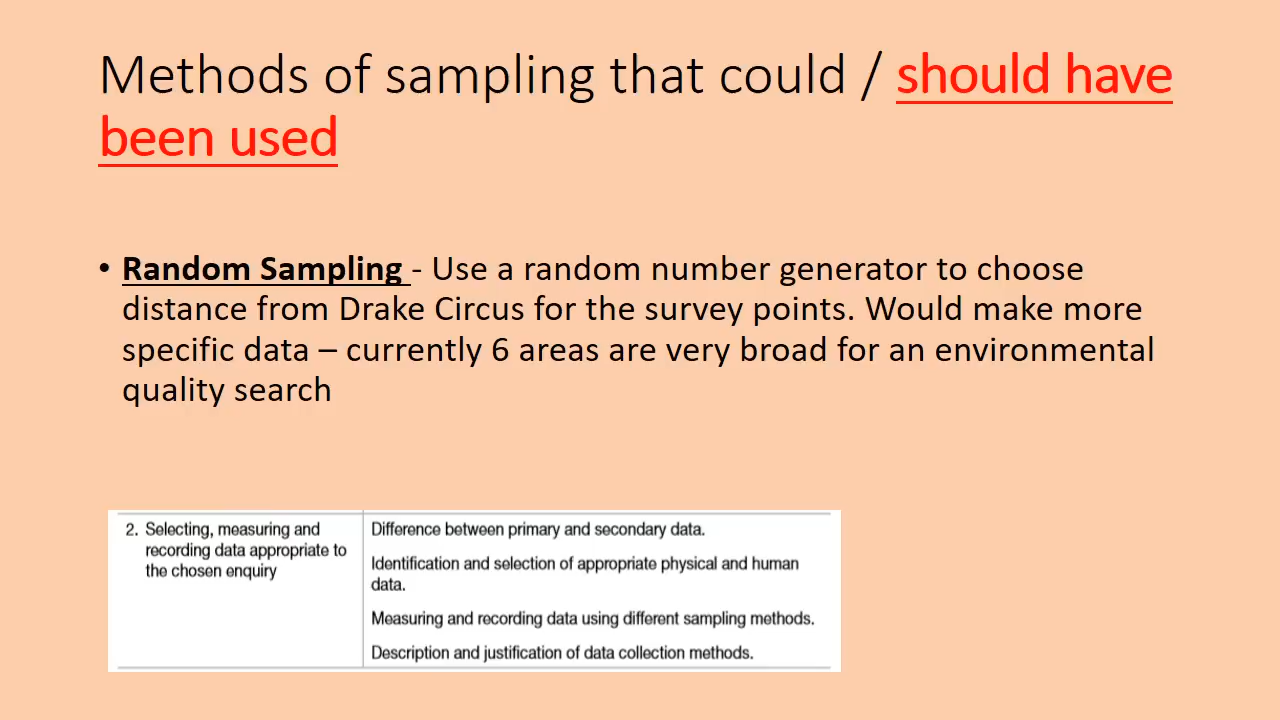 Methods of sampling that could / should have
been used
• Random Sampling - Use a random number generator to choose
distance from Drake Circus for the survey points. Would make more
specific data – currently 6 areas are very broad for an environmental
quality search
2. Selecting, measuring and
recording data appropriate to
the chosen enquiry
Difference between primary and secondary data.
Identification and selection of appropriate physical and human
data.
Measuring and recording data using different sampling methods.
Description and justification of data collection methods.